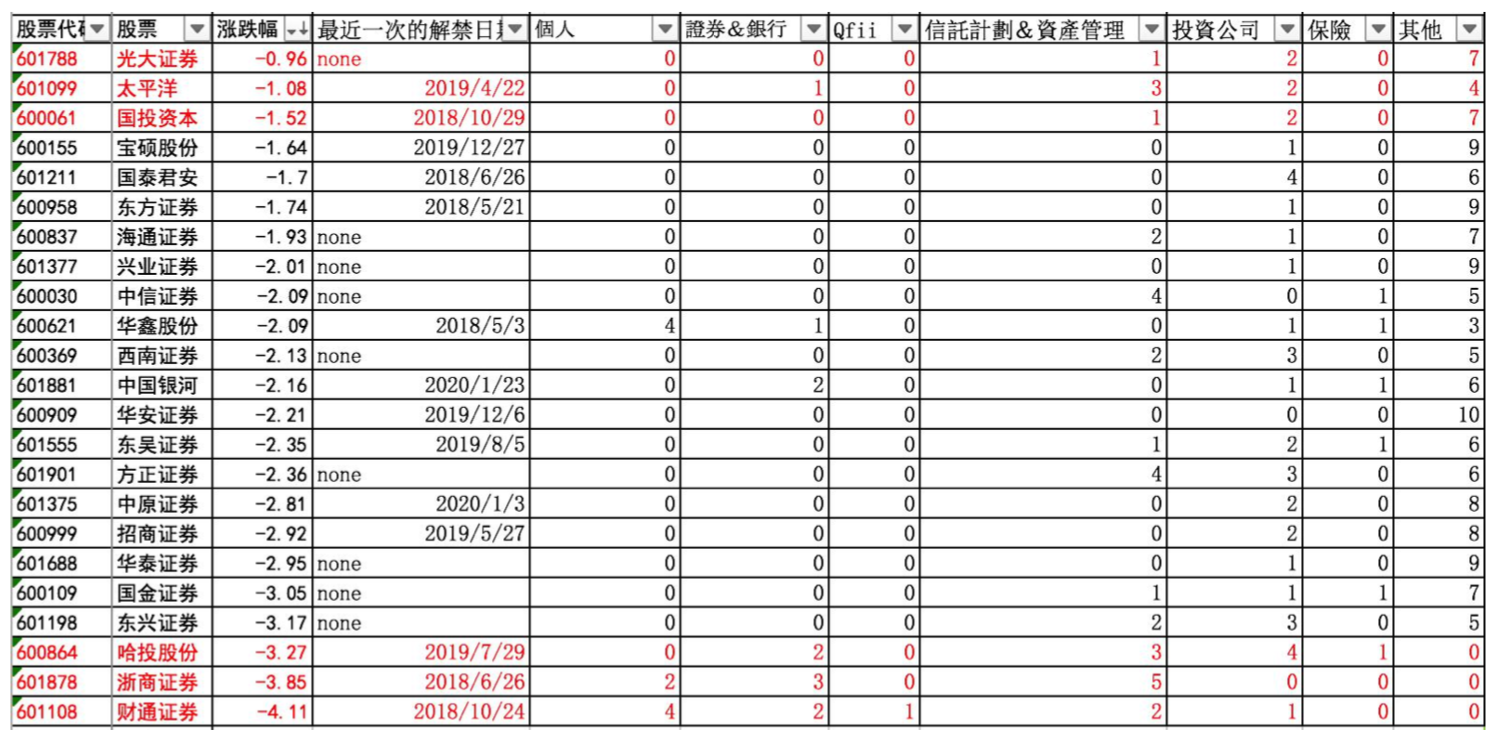 股票代码 股票 涨跌幅 最近一次的解禁日期 個人 證券&銀行 Qfii 信託計劃&資產管理 投資公司 保險 其他
601788 光大证券 -0.96 none 0 0 0 1 2 0 7
601099 太平洋 -1.08 2019/4/22 0 1 0 3 2 0 4
600061 国投资本 -1.52 2018/10/29 0 0 0 1 2 0 7
600155 宝硕股份 -1.64 2019/12/27 0 0 0 0 1 0 9
601211 国泰君安 -1.7 2018/6/26 0 0 0 0 4 0 6
600958 东方证券 -1.74 2018/5/21 0 0 0 0 1 0 9
600837 海通证券 -1.93 none 0 0 0 2 1 0 7
601377 兴业证券 -2.01 none 0 0 0 0 1 0 9
600030 中信证券 -2.09 none 0 0 0 4 0 1 5
600621 华鑫股份 -2.09 2018/5/3 4 1 0 0 1 1 3
600369 西南证券 -2.13 none 0 0 0 2 3 0 5
601881 中国银河 -2.16 2020/1/23 0 2 0 0 1 1 6
600909 华安证券 -2.21 2019/12/6 0 0 0 0 0 0 10
601555 东吴证券 -2.35 2019/8/5 0 0 0 1 2 1 6
601901 方正证券 -2.36 none 0 0 0 4 3 0 6
601375 中原证券 -2.81 2020/1/3 0 0 0 0 2 0 8
600999 招商证券 -2.92 2019/5/27 0 0 0 0 2 0 8
601688 华泰证券 -2.95 none 0 0 0 0 1 0 9
600109 国金证券 -3.05 none 0 0 0 1 1 1 7
601198 东兴证券 -3.17 none 0 0 0 2 3 0 5
600864 哈投股份 -3.27 2019/7/29 0 2 0 3 4 1 0
601878 浙商证券 -3.85 2018/6/26 2 3 0 5 0 0 0
601108 财通证券 -4.11 2018/10/24 4 2 1 2 1 0 0